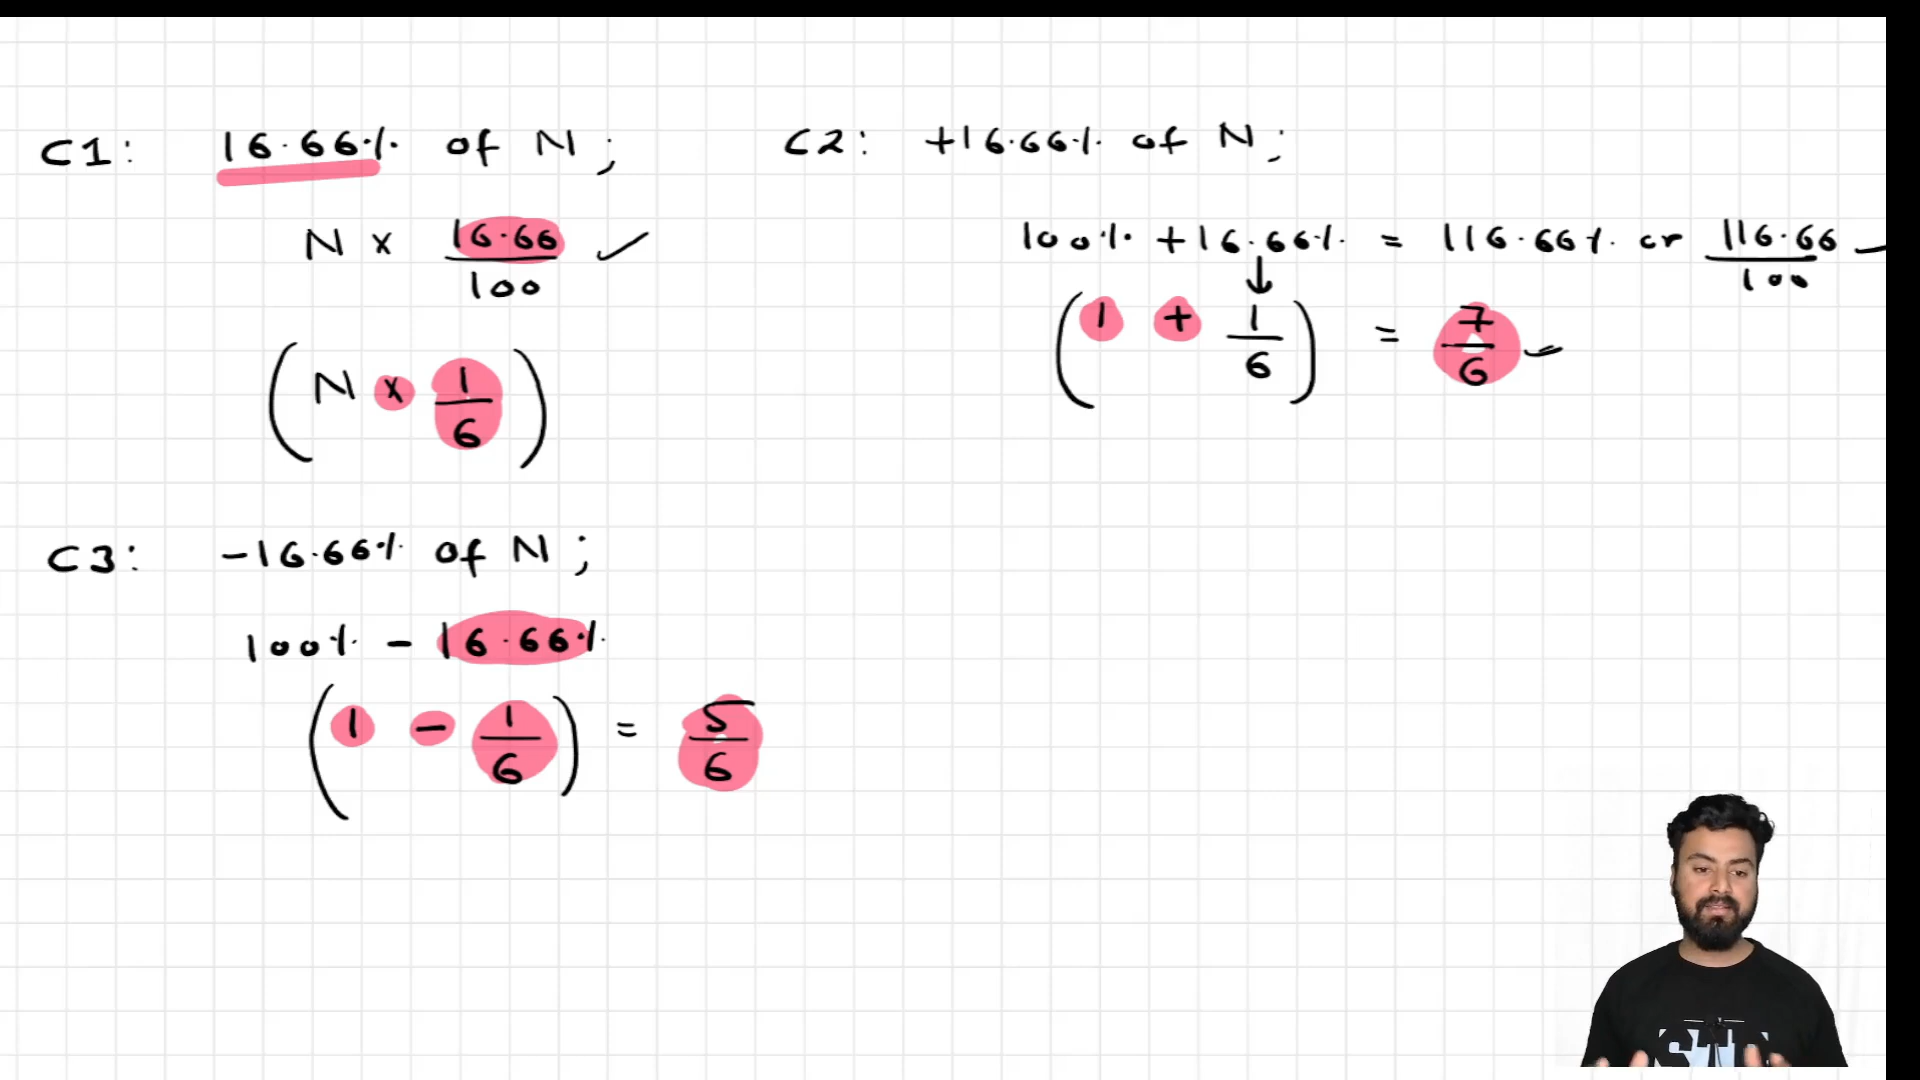 C1: 16.66% of N;
N × 16.66/100
(N × 1/6)
C2: +16.66% of N;
100% + 16.66% = 116.66% or 116.66/100
(1 + 1/6) = 7/6
C3: -16.66% of N;
100% - 16.66%
(1 - 1/6) = 5/6